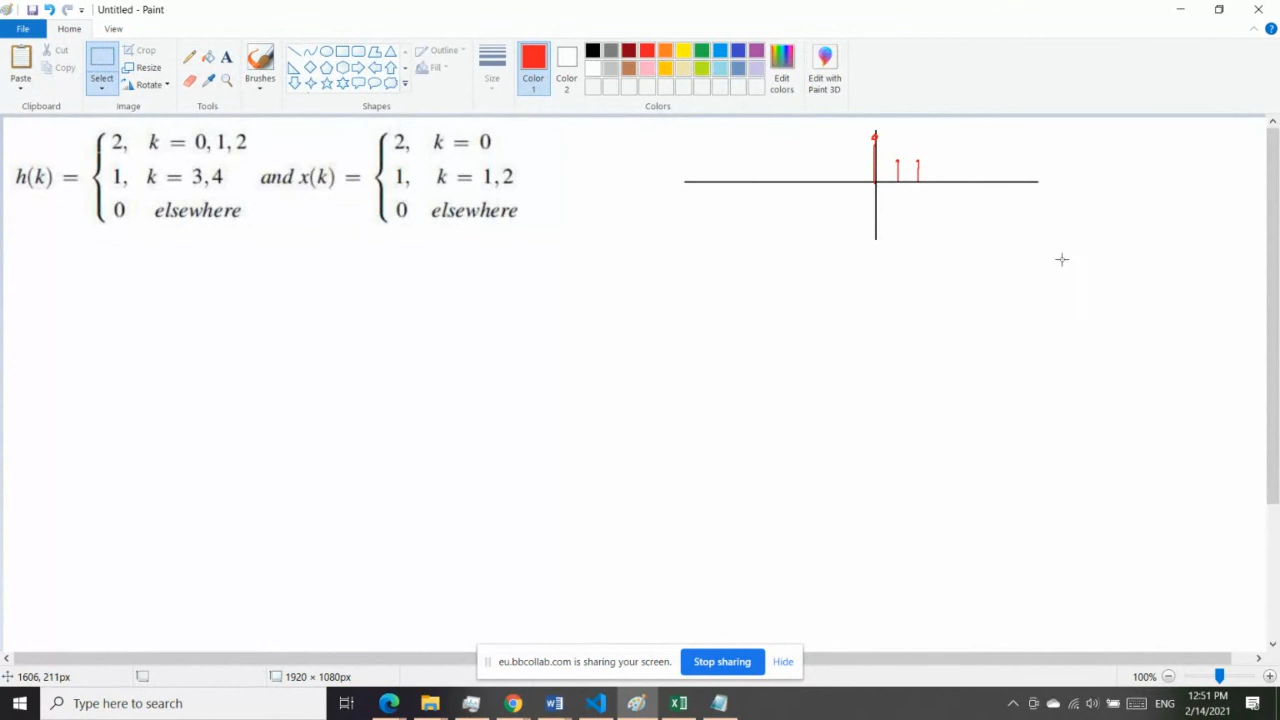 Untitled - Paint
File Home View
Paste
Cut
Copy
Clipboard
Select
Crop
Resize
Rotate
Image
Tools
Brushes
Shapes
Outline
Fill
Size
Color 1
Color 2
Colors
Edit colors
Edit with Paint 3D
h(k) = { 2, k = 0, 1, 2
1, k = 3, 4
0 elsewhere
and x(k) = { 2, k = 0
1, k = 1, 2
0 elsewhere
eu.bbcollab.com is sharing your screen. Stop sharing Hide
1606, 211px 1920 × 1080px 100%
Type here to search
ENG
12:51 PM
2/14/2021